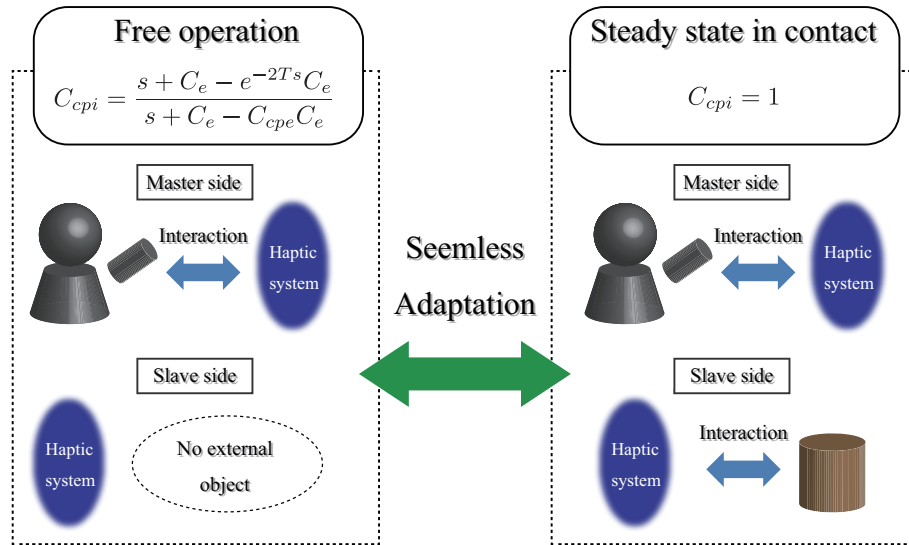 Free operation
C_{cpi} = \frac{s + C_e - e^{-2Ts}C_e}{s + C_e - C_{cpe}C_e}
Master side
Interaction
Haptic
system
Slave side
Haptic
system
No external
object
Seemless
Adaptation
Steady state in contact
C_{cpi} = 1
Master side
Interaction
Haptic
system
Slave side
Haptic
system
Interaction